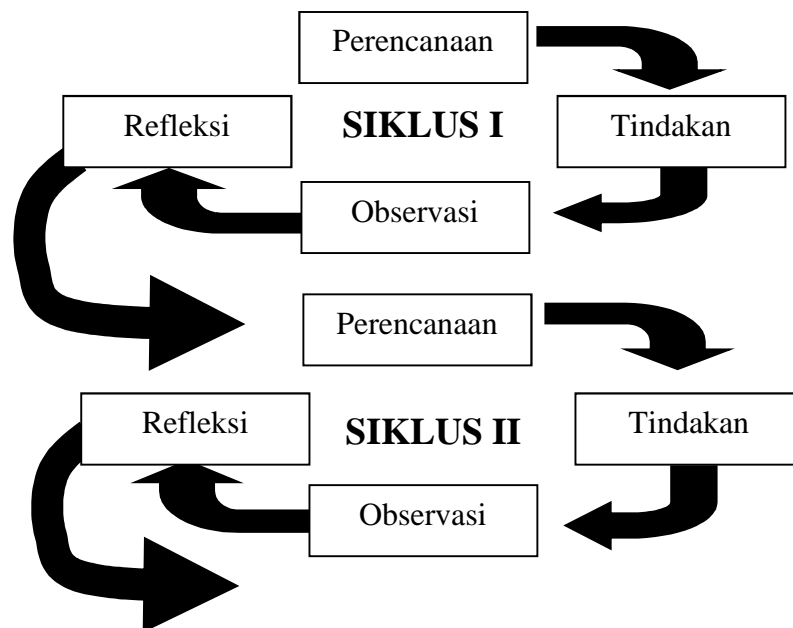 Perencanaan
Refleksi
SIKLUS I
Tindakan
Observasi
Perencanaan
Refleksi
SIKLUS II
Tindakan
Observasi